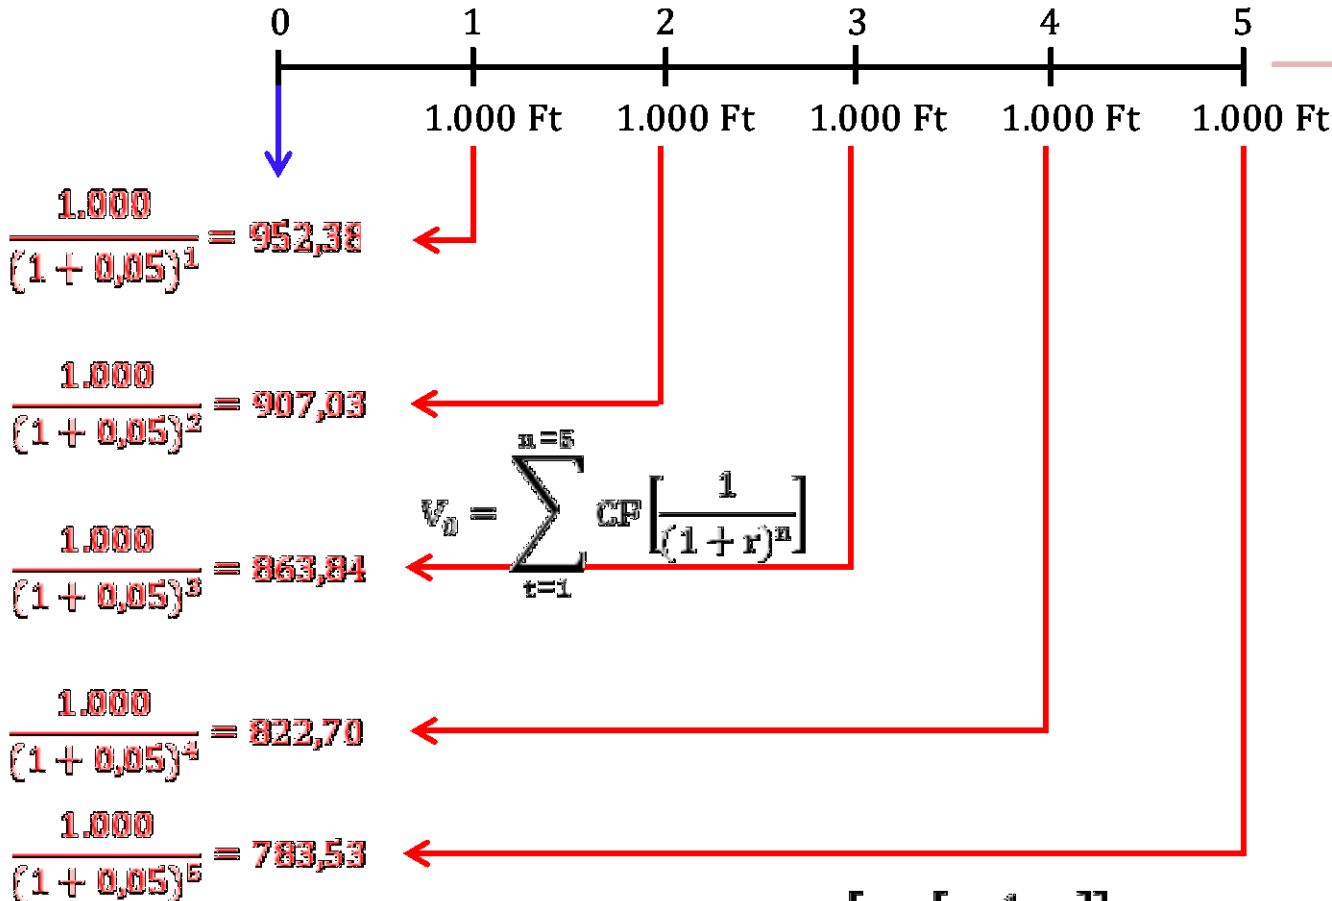 0 1 2 3 4 5
1.000 Ft 1.000 Ft 1.000 Ft 1.000 Ft 1.000 Ft
1.000
(1 + 0,05)¹ = 952,38
1.000
(1 + 0,05)² = 907,03
n=5
V₀ = ∑ CF [1 / (1 + r)ⁿ]
t=1
1.000
(1 + 0,05)³ = 863,84
1.000
(1 + 0,05)⁴ = 822,70
1.000
(1 + 0,05)⁵ = 783,53